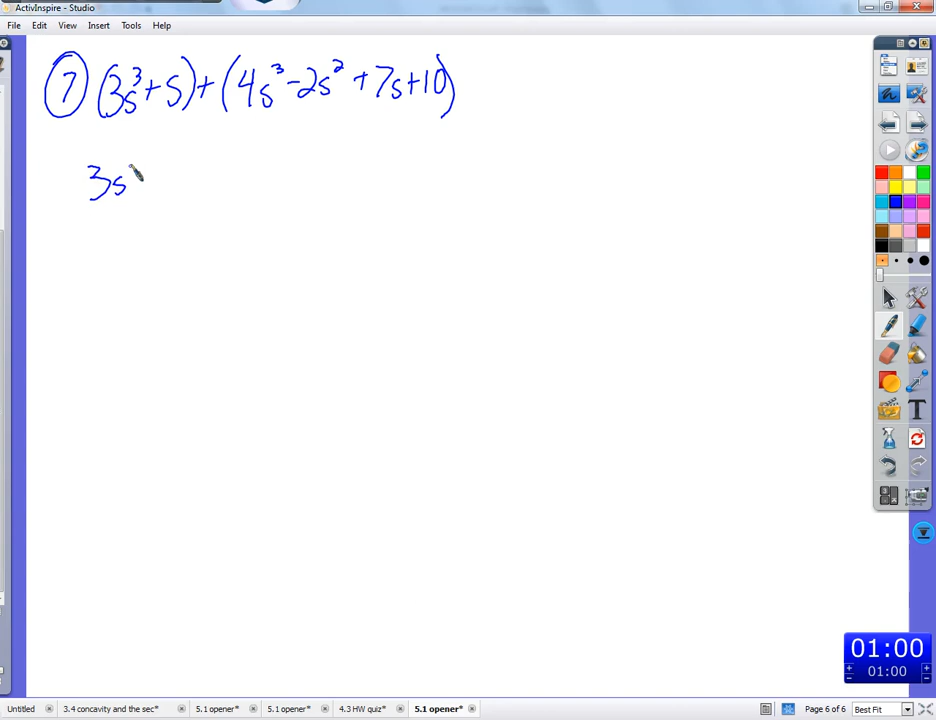 ActivInspire - Studio
File Edit View Insert Tools Help
7 (3s³+5)+(4s³-2s²+7s+10)
3s
01:00
01:00
Untitled 3.4 concavity and the sec* 5.1 opener* 5.1 opener* 4.3 HW quiz* 5.1 opener* Page 6 of 6 Best Fit